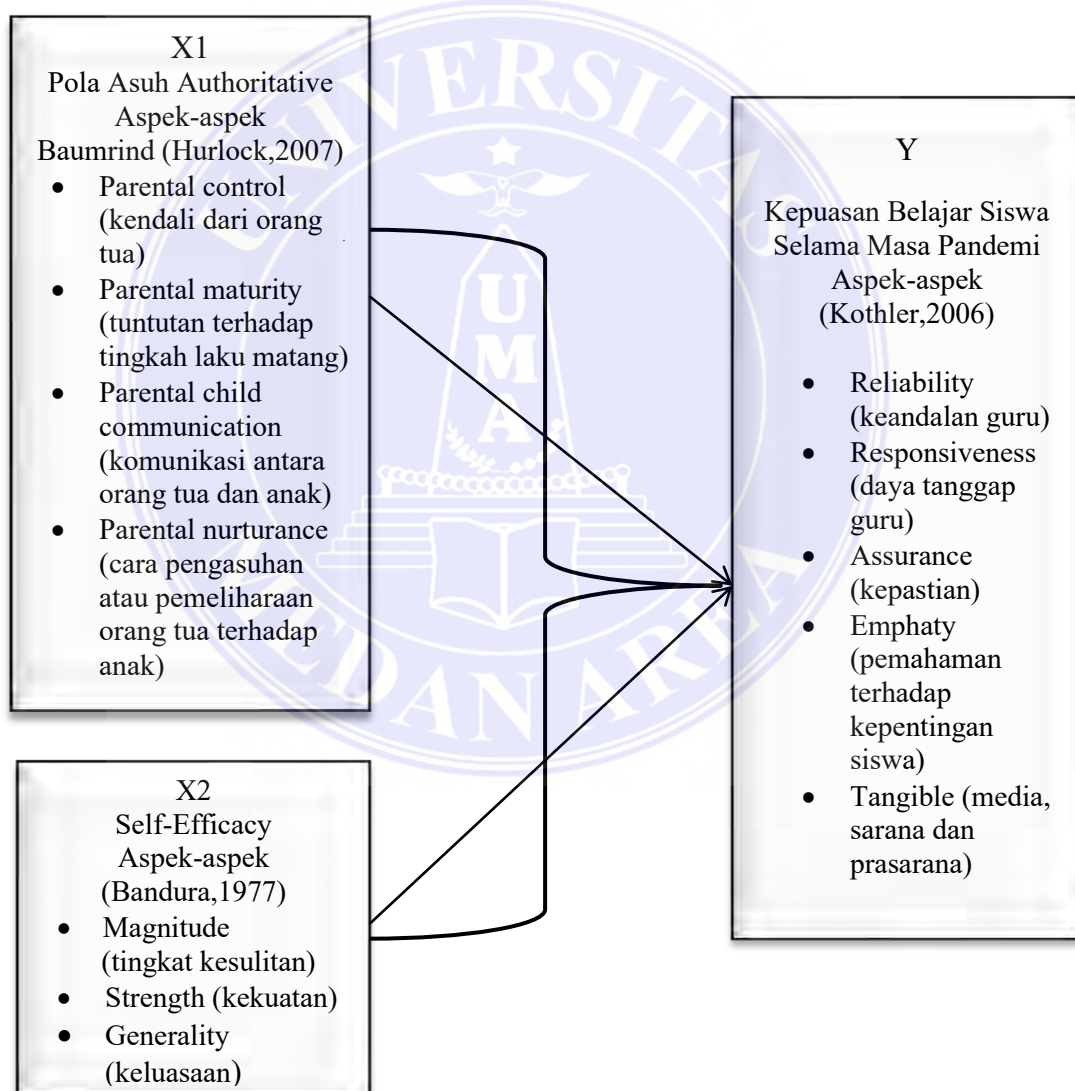 X1
Pola Asuh Authoritative
Aspek-aspek
Baumrind (Hurlock,2007)
• Parental control
(kendali dari orang
tua)
• Parental maturity
(tuntutan terhadap
tingkah laku matang)
• Parental child
communication
(komunikasi antara
orang tua dan anak)
• Parental nurturance
(cara pengasuhan
atau pemeliharaan
orang tua terhadap
anak)
X2
Self-Efficacy
Aspek-aspek
(Bandura,1977)
• Magnitude
(tingkat kesulitan)
• Strength (kekuatan)
• Generality
(keluasaan)
Y
Kepuasan Belajar Siswa
Selama Masa Pandemi
Aspek-aspek
(Kothler,2006)
• Reliability
(keandalan guru)
• Responsiveness
(daya tanggap
guru)
• Assurance
(kepastian)
• Emphaty
(pemahaman
terhadap
kepentingan
siswa)
• Tangible (media,
sarana dan
prasarana)
UNIVERSITAS
MEDAN AREA
U
M
A